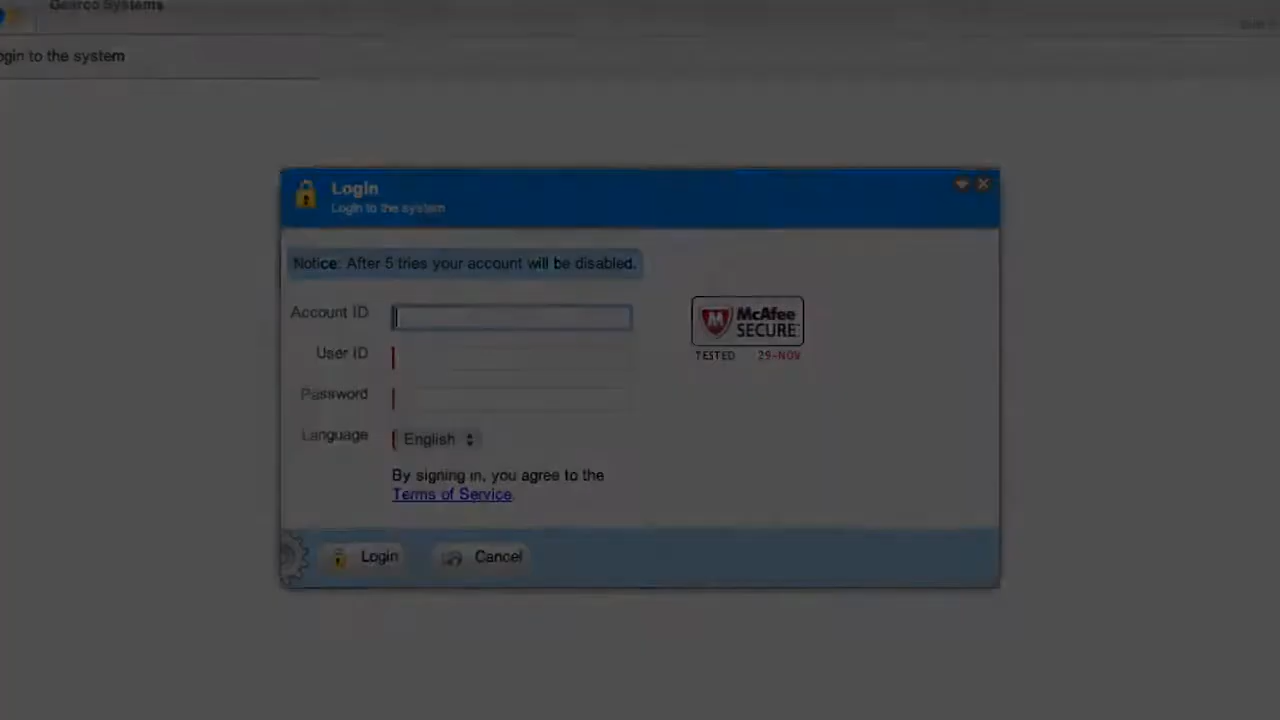 Gearco Systems
ogin to the system
Login
Login to the system
Notice: After 5 tries your account will be disabled.
Account ID
McAfee
SECURE
TESTED 29-NOV
User ID
Password
Language
English
By signing in, you agree to the
Terms of Service.
Login
Cancel